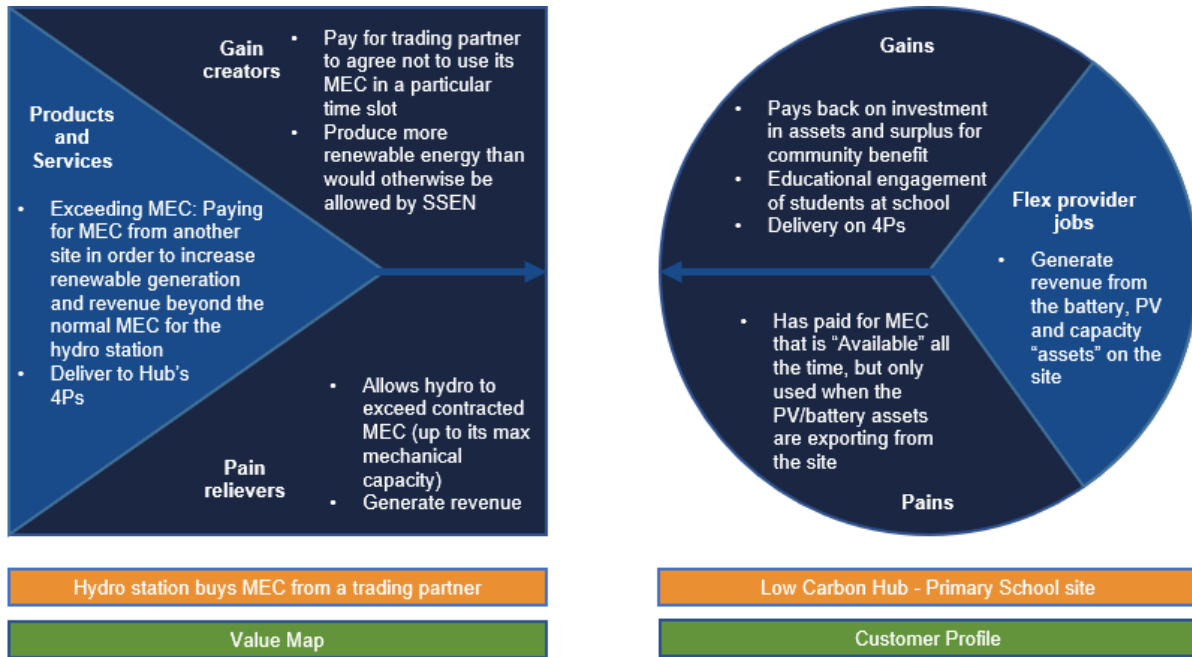 Gain
creators
• Pay for trading partner
to agree not to use its
MEC in a particular
time slot
• Produce more
renewable energy than
would otherwise be
allowed by SSEN
Products
and
Services
• Exceeding MEC: Paying
for MEC from another
site in order to increase
renewable generation
and revenue beyond the
normal MEC for the
hydro station
• Deliver to Hub's
4Ps
Pain
relievers
• Allows hydro to
exceed contracted
MEC (up to its max
mechanical
capacity)
• Generate revenue
Hydro station buys MEC from a trading partner
Value Map
Gains
• Pays back on investment
in assets and surplus for
community benefit
• Educational engagement
of students at school
• Delivery on 4Ps
Flex provider
jobs
• Generate
revenue from
the battery, PV
and capacity
“assets” on the
site
• Has paid for MEC
that is “Available” all
the time, but only
used when the
PV/battery assets
are exporting from
the site
Pains
Low Carbon Hub - Primary School site
Customer Profile